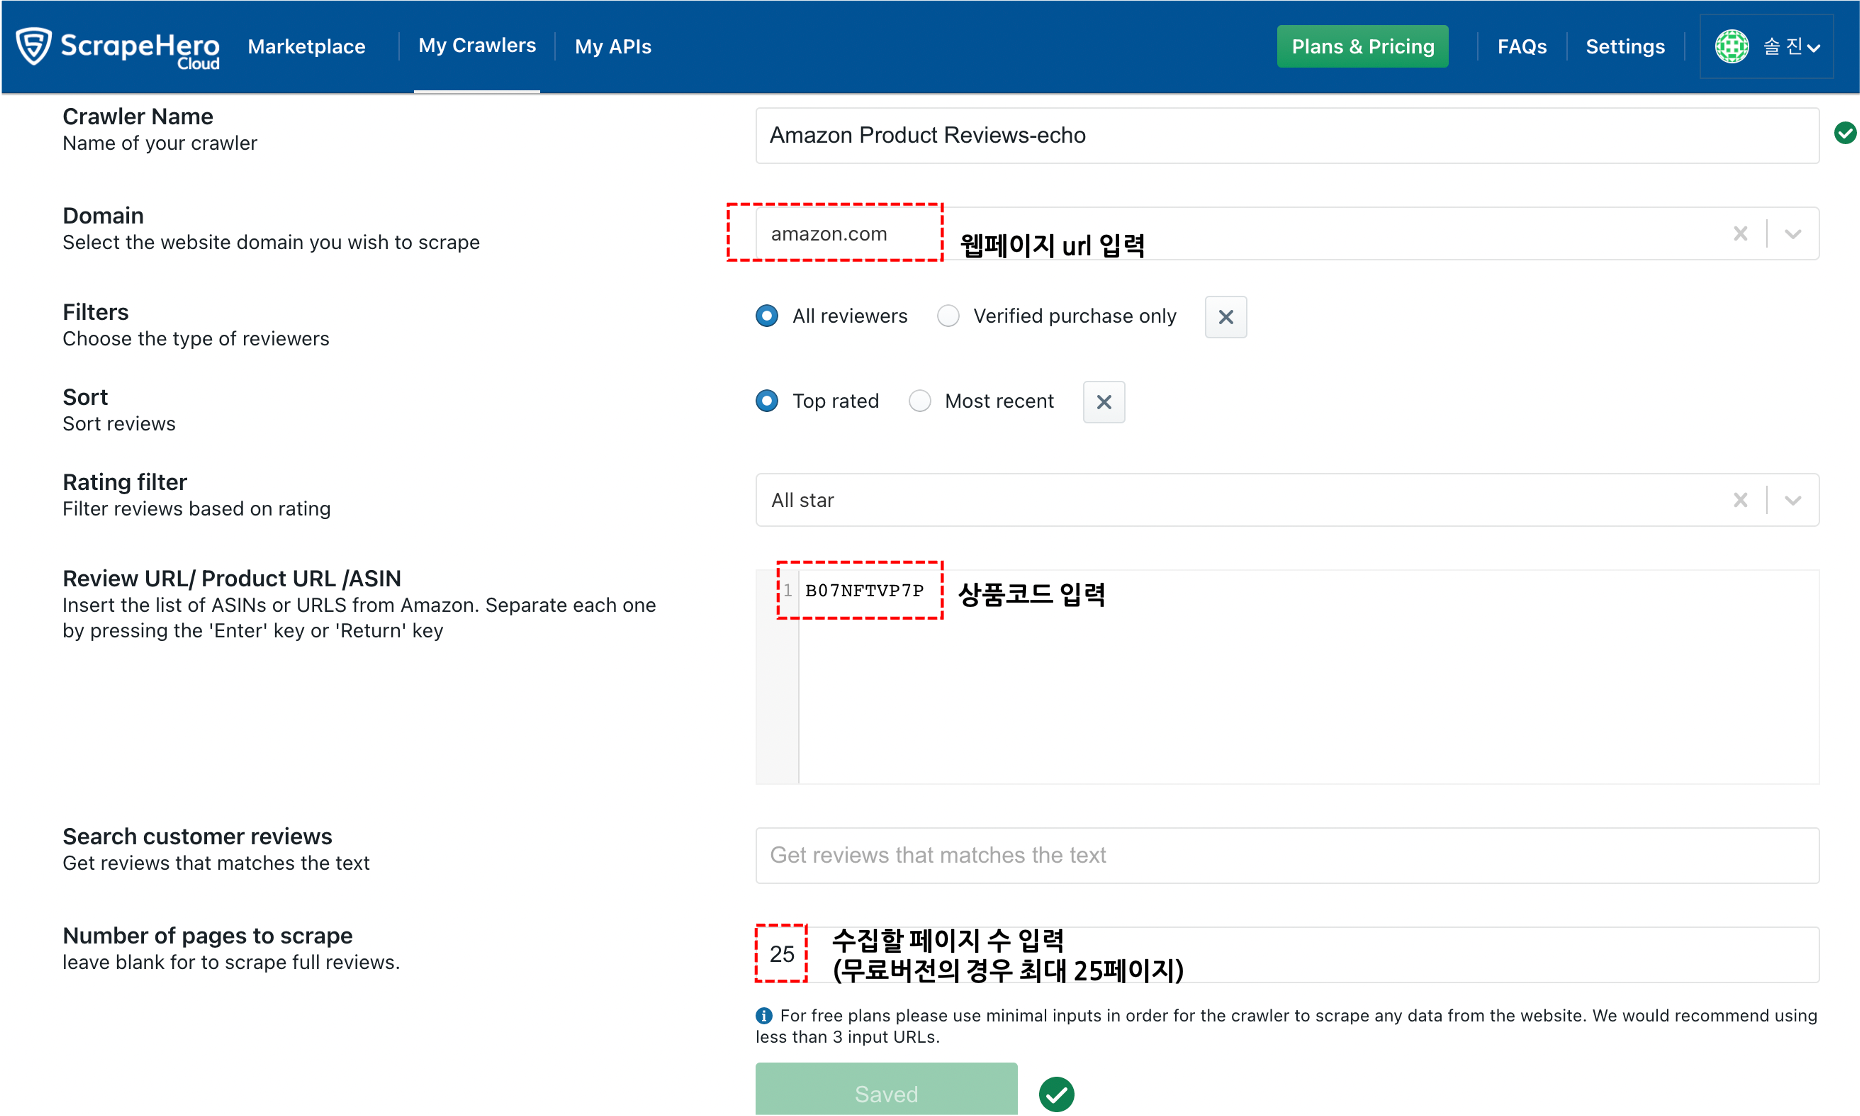 ScrapeHero Cloud
Marketplace
My Crawlers
My APIs
Plans & Pricing
FAQs
Settings
솔 진
Crawler Name
Name of your crawler
Amazon Product Reviews-echo
Domain
Select the website domain you wish to scrape
amazon.com
웹페이지 url 입력
Filters
Choose the type of reviewers
All reviewers
Verified purchase only
Sort
Sort reviews
Top rated
Most recent
Rating filter
Filter reviews based on rating
All star
Review URL/ Product URL /ASIN
Insert the list of ASINs or URLS from Amazon. Separate each one
by pressing the 'Enter' key or 'Return' key
1 B07NFTVP7P
상품코드 입력
Search customer reviews
Get reviews that matches the text
Get reviews that matches the text
Number of pages to scrape
leave blank for to scrape full reviews.
25
수집할 페이지 수 입력
(무료버전의 경우 최대 25페이지)
For free plans please use minimal inputs in order for the crawler to scrape any data from the website. We would recommend using
less than 3 input URLs.
Saved